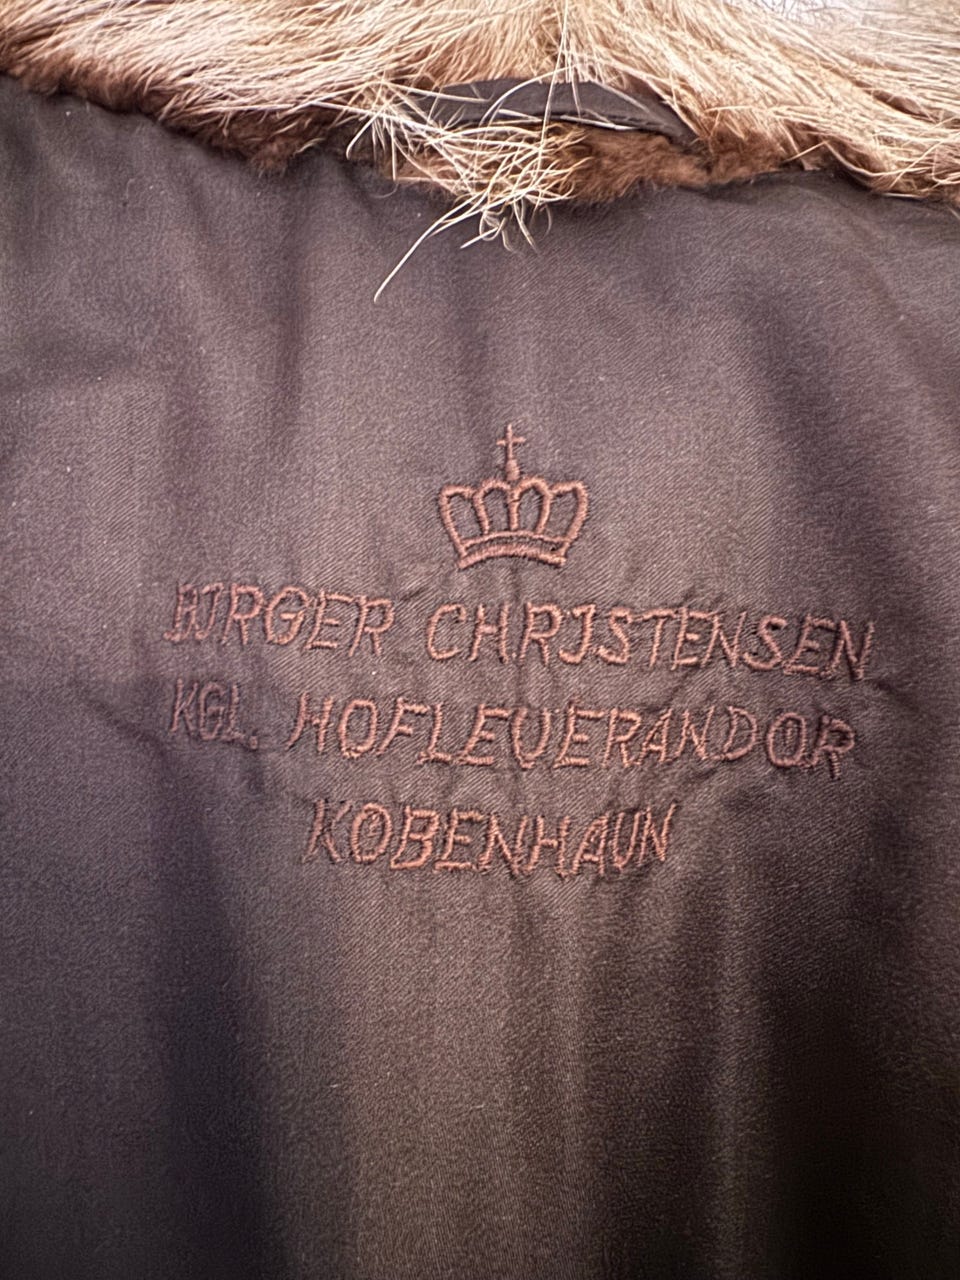 BIRGER CHRISTENSEN
KGL. HOFLEVERANDØR
KØBENHAVN